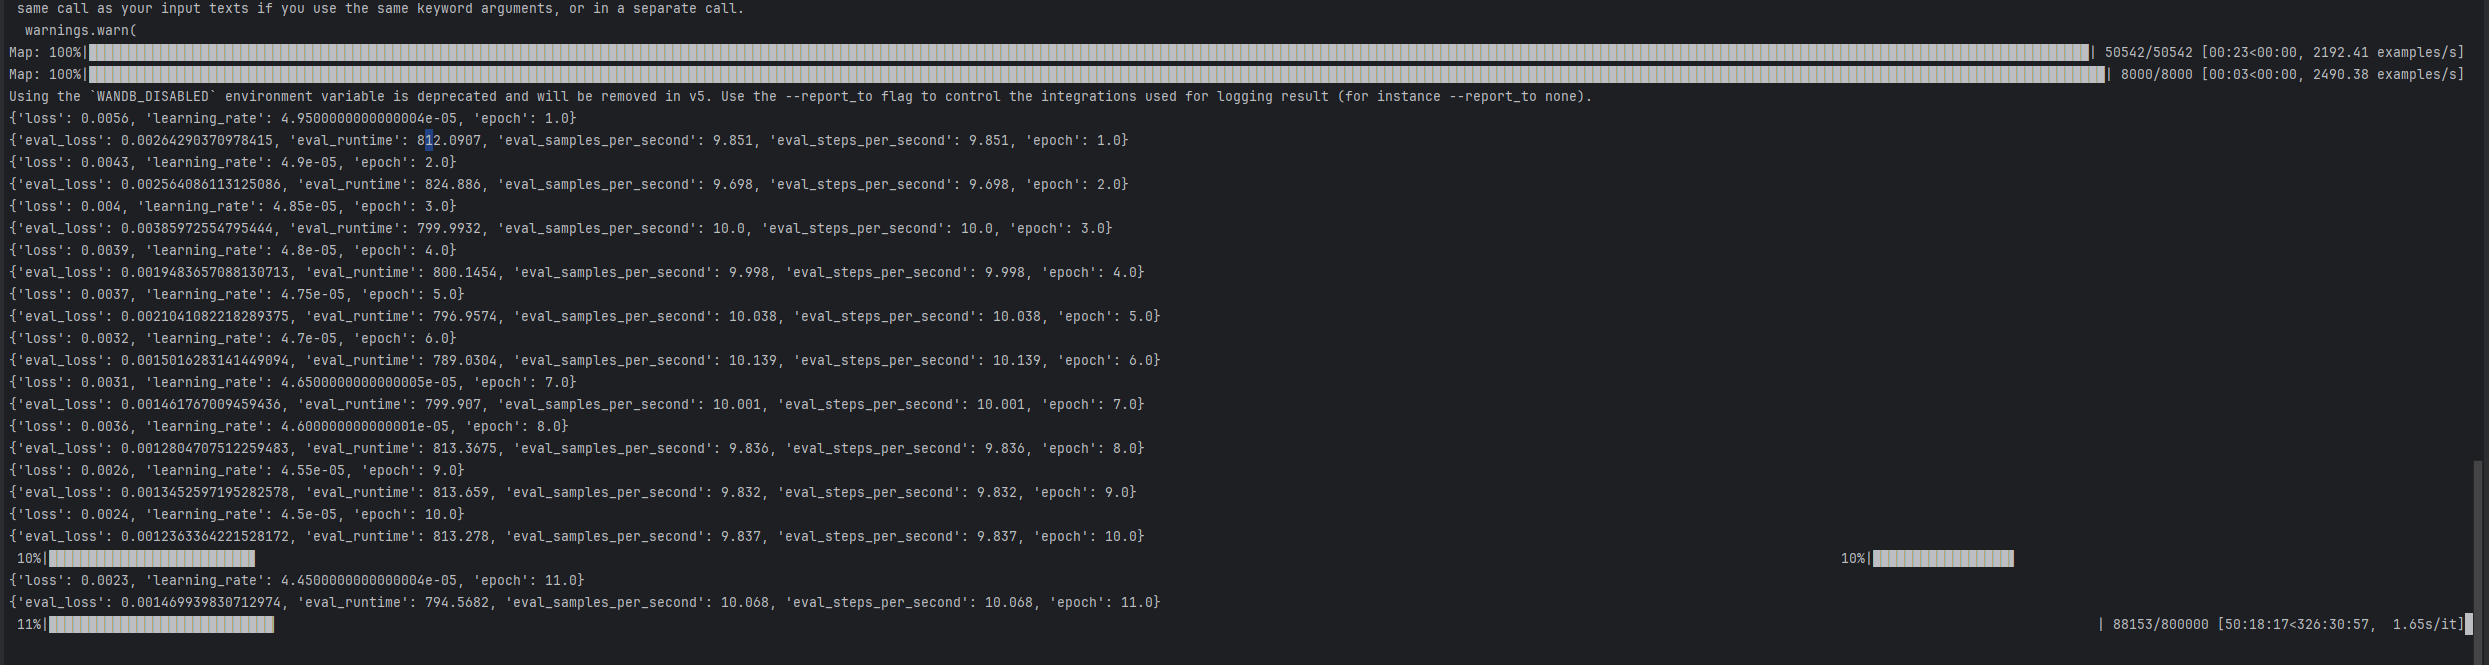 same call as your input texts if you use the same keyword arguments, or in a separate call.
warnings.warn(
Map: 100%| | 50542/50542 [00:23<00:00, 2192.41 examples/s]
Map: 100%| | 8000/8000 [00:03<00:00, 2490.38 examples/s]
Using the `WANDB_DISABLED` environment variable is deprecated and will be removed in v5. Use the --report_to flag to control the integrations used for logging result (for instance --report_to none).
{'loss': 0.0056, 'learning_rate': 4.9500000000000004e-05, 'epoch': 1.0}
{'eval_loss': 0.00264290370978415, 'eval_runtime': 812.0907, 'eval_samples_per_second': 9.851, 'eval_steps_per_second': 9.851, 'epoch': 1.0}
{'loss': 0.0043, 'learning_rate': 4.9e-05, 'epoch': 2.0}
{'eval_loss': 0.002564086113125086, 'eval_runtime': 824.886, 'eval_samples_per_second': 9.698, 'eval_steps_per_second': 9.698, 'epoch': 2.0}
{'loss': 0.004, 'learning_rate': 4.85e-05, 'epoch': 3.0}
{'eval_loss': 0.00385972554795444, 'eval_runtime': 799.9932, 'eval_samples_per_second': 10.0, 'eval_steps_per_second': 10.0, 'epoch': 3.0}
{'loss': 0.0039, 'learning_rate': 4.8e-05, 'epoch': 4.0}
{'eval_loss': 0.0019483657088130713, 'eval_runtime': 800.1454, 'eval_samples_per_second': 9.998, 'eval_steps_per_second': 9.998, 'epoch': 4.0}
{'loss': 0.0037, 'learning_rate': 4.75e-05, 'epoch': 5.0}
{'eval_loss': 0.0021041082218289375, 'eval_runtime': 796.9574, 'eval_samples_per_second': 10.038, 'eval_steps_per_second': 10.038, 'epoch': 5.0}
{'loss': 0.0032, 'learning_rate': 4.7e-05, 'epoch': 6.0}
{'eval_loss': 0.0015016283141449094, 'eval_runtime': 789.0304, 'eval_samples_per_second': 10.139, 'eval_steps_per_second': 10.139, 'epoch': 6.0}
{'loss': 0.0031, 'learning_rate': 4.6500000000000005e-05, 'epoch': 7.0}
{'eval_loss': 0.001461767009459436, 'eval_runtime': 799.907, 'eval_samples_per_second': 10.001, 'eval_steps_per_second': 10.001, 'epoch': 7.0}
{'loss': 0.0036, 'learning_rate': 4.600000000000001e-05, 'epoch': 8.0}
{'eval_loss': 0.0012804707512259483, 'eval_runtime': 813.3675, 'eval_samples_per_second': 9.836, 'eval_steps_per_second': 9.836, 'epoch': 8.0}
{'loss': 0.0026, 'learning_rate': 4.55e-05, 'epoch': 9.0}
{'eval_loss': 0.0013452597195282578, 'eval_runtime': 813.659, 'eval_samples_per_second': 9.832, 'eval_steps_per_second': 9.832, 'epoch': 9.0}
{'loss': 0.0024, 'learning_rate': 4.5e-05, 'epoch': 10.0}
{'eval_loss': 0.0012363364221528172, 'eval_runtime': 813.278, 'eval_samples_per_second': 9.837, 'eval_steps_per_second': 9.837, 'epoch': 10.0}
10%| 10%|
{'loss': 0.0023, 'learning_rate': 4.4500000000000004e-05, 'epoch': 11.0}
{'eval_loss': 0.001469939830712974, 'eval_runtime': 794.5682, 'eval_samples_per_second': 10.068, 'eval_steps_per_second': 10.068, 'epoch': 11.0}
11%| | 88153/800000 [50:18:17<326:30:57, 1.65s/it]